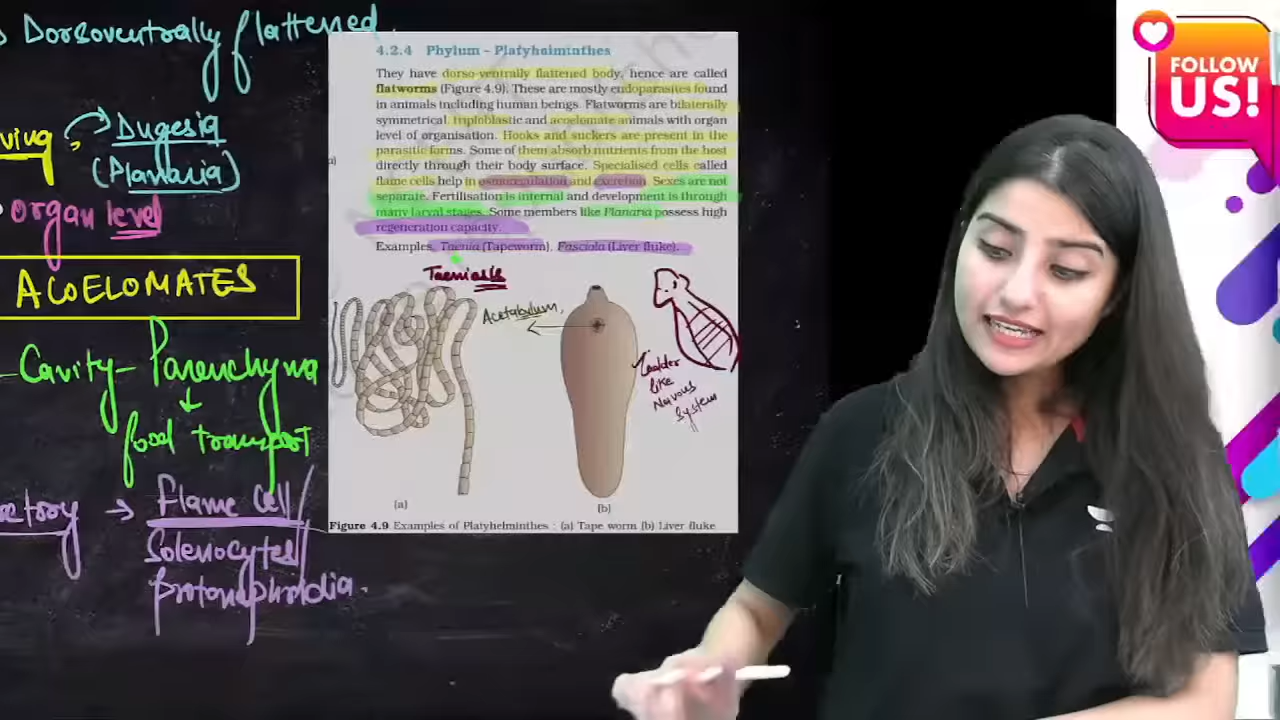 Dorsoventrally flattened
Dugesia
(Planaria)
organ level
ACOELOMATES
Cavity - Parenchyma
food transport
→ Flame Cell
Solenocytes
protonephridia
4.2.4 Phylum – Platyhelminthes
They have dorso-ventrally flattened body, hence are called
flatworms (Figure 4.9). These are mostly endoparasites found
in animals including human beings. Flatworms are bilaterally
symmetrical, triploblastic and acoelomate animals with organ
level of organisation. Hooks and suckers are present in the
parasitic forms. Some of them absorb nutrients from the host
directly through their body surface. Specialised cells called
flame cells help in osmoregulation and excretion. Sexes are not
separate. Fertilisation is internal and development is through
many larval stages. Some members like Planaria possess high
regeneration capacity.
Examples. Taenia (Tapeworm), Fasciola (Liver fluke).
Acetabulum,
Ladder
like
Navous
System
(a)
(b)
Figure 4.9 Examples of Platyhelminthes : (a) Tape worm (b) Liver fluke
FOLLOW
US!